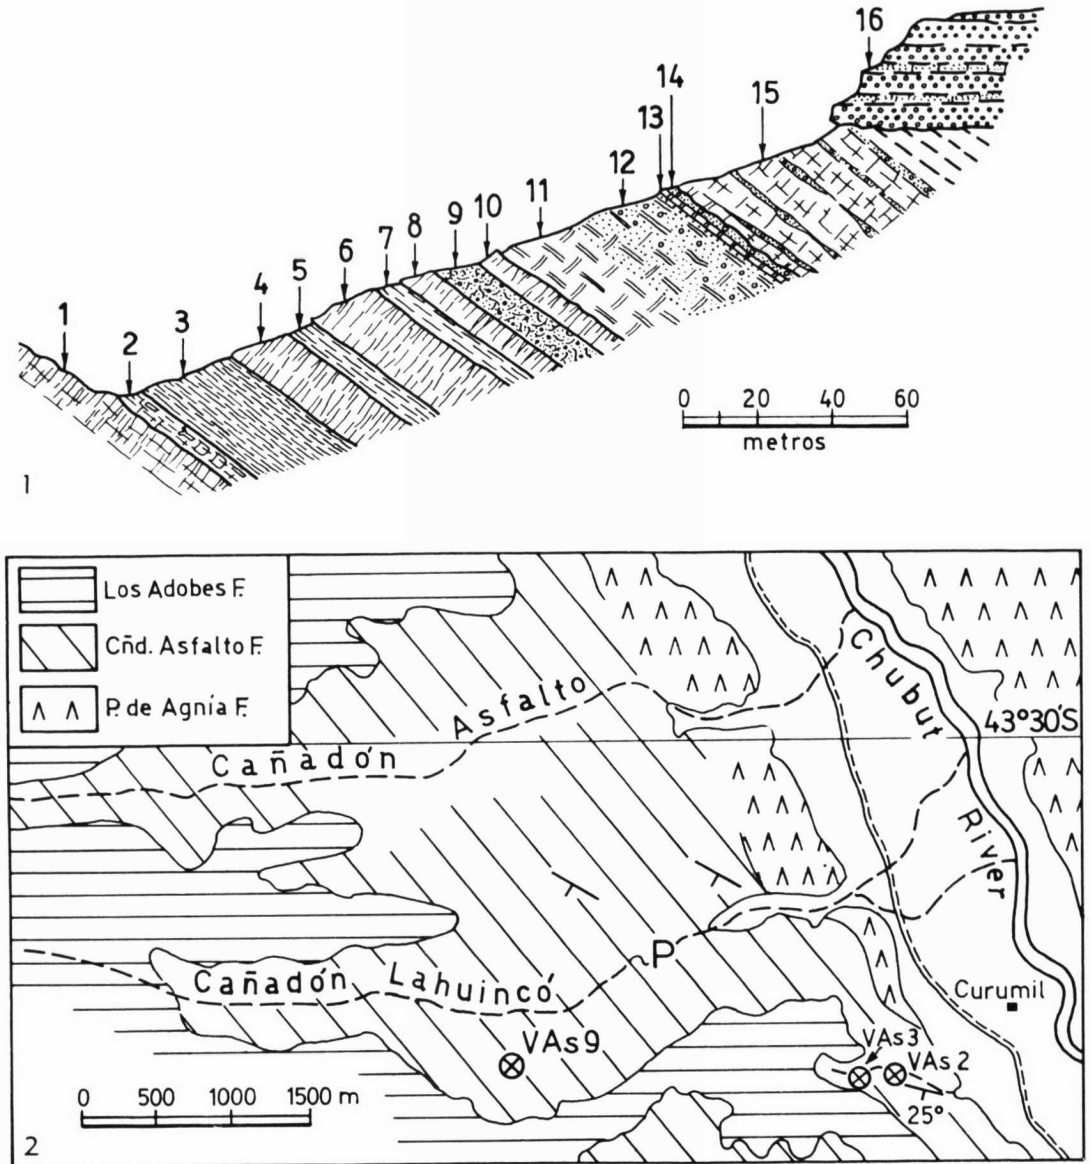 1
2
3
4
5
6
7
8
9
10
11
12
13
14
15
16
0 20 40 60
metros
1
Los Adobes F.
Cñd. Asfalto F.
P. de Agnía F.
Cañadón Asfalto
Chubut River
43°30'S
Cañadón Lahuincó
P
Curumil
VAs 9
VAs 3
VAs 2
25°
0 500 1000 1500 m
2